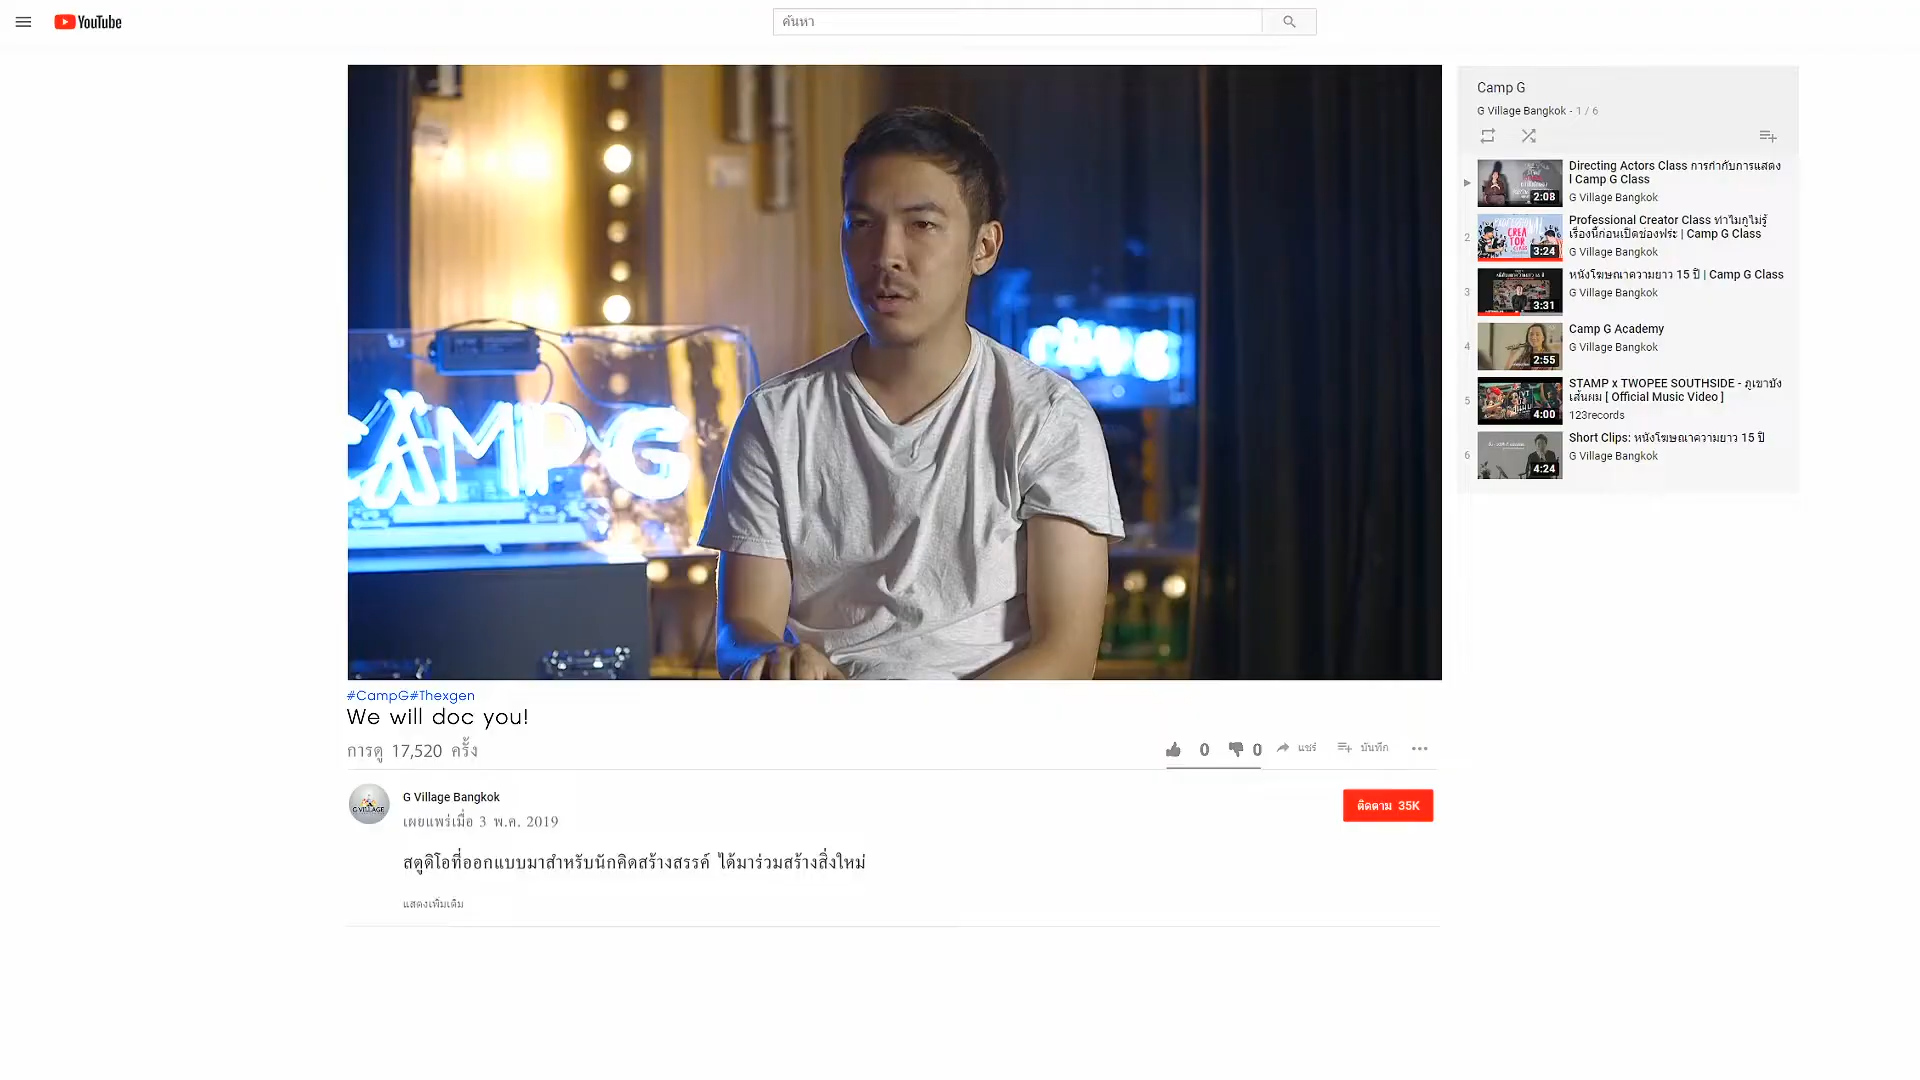 YouTube
ค้นหา
CAMP G
CAMP G
#CampG#Thexgen
We will doc you!
การดู 17,520 ครั้ง
0
0
แชร์
บันทึก
G VILLAGE
G Village Bangkok
เผยแพร่เมื่อ 3 พ.ค. 2019
ติดตาม 35K
สตูดิโอที่ออกแบบมาสำหรับนักคิดสร้างสรรค์ ได้มาร่วมสร้างสิ่งใหม่
แสดงเพิ่มเติม
Camp G
G Village Bangkok - 1 / 6
2:08
Directing Actors Class การกำกับการแสดง
l Camp G Class
G Village Bangkok
2
CREA
TOR
3:24
Professional Creator Class ทำไมกูไม่รู้
เรื่องนี้ก่อนเปิดช่องฟระ | Camp G Class
G Village Bangkok
3
3:31
หนังโฆษณาความยาว 15 ปี | Camp G Class
G Village Bangkok
4
2:55
Camp G Academy
G Village Bangkok
5
4:00
STAMP x TWOPEE SOUTHSIDE - ภูเขาบัง
เส้นผม [ Official Music Video ]
123records
6
4:24
Short Clips: หนังโฆษณาความยาว 15 ปี
G Village Bangkok